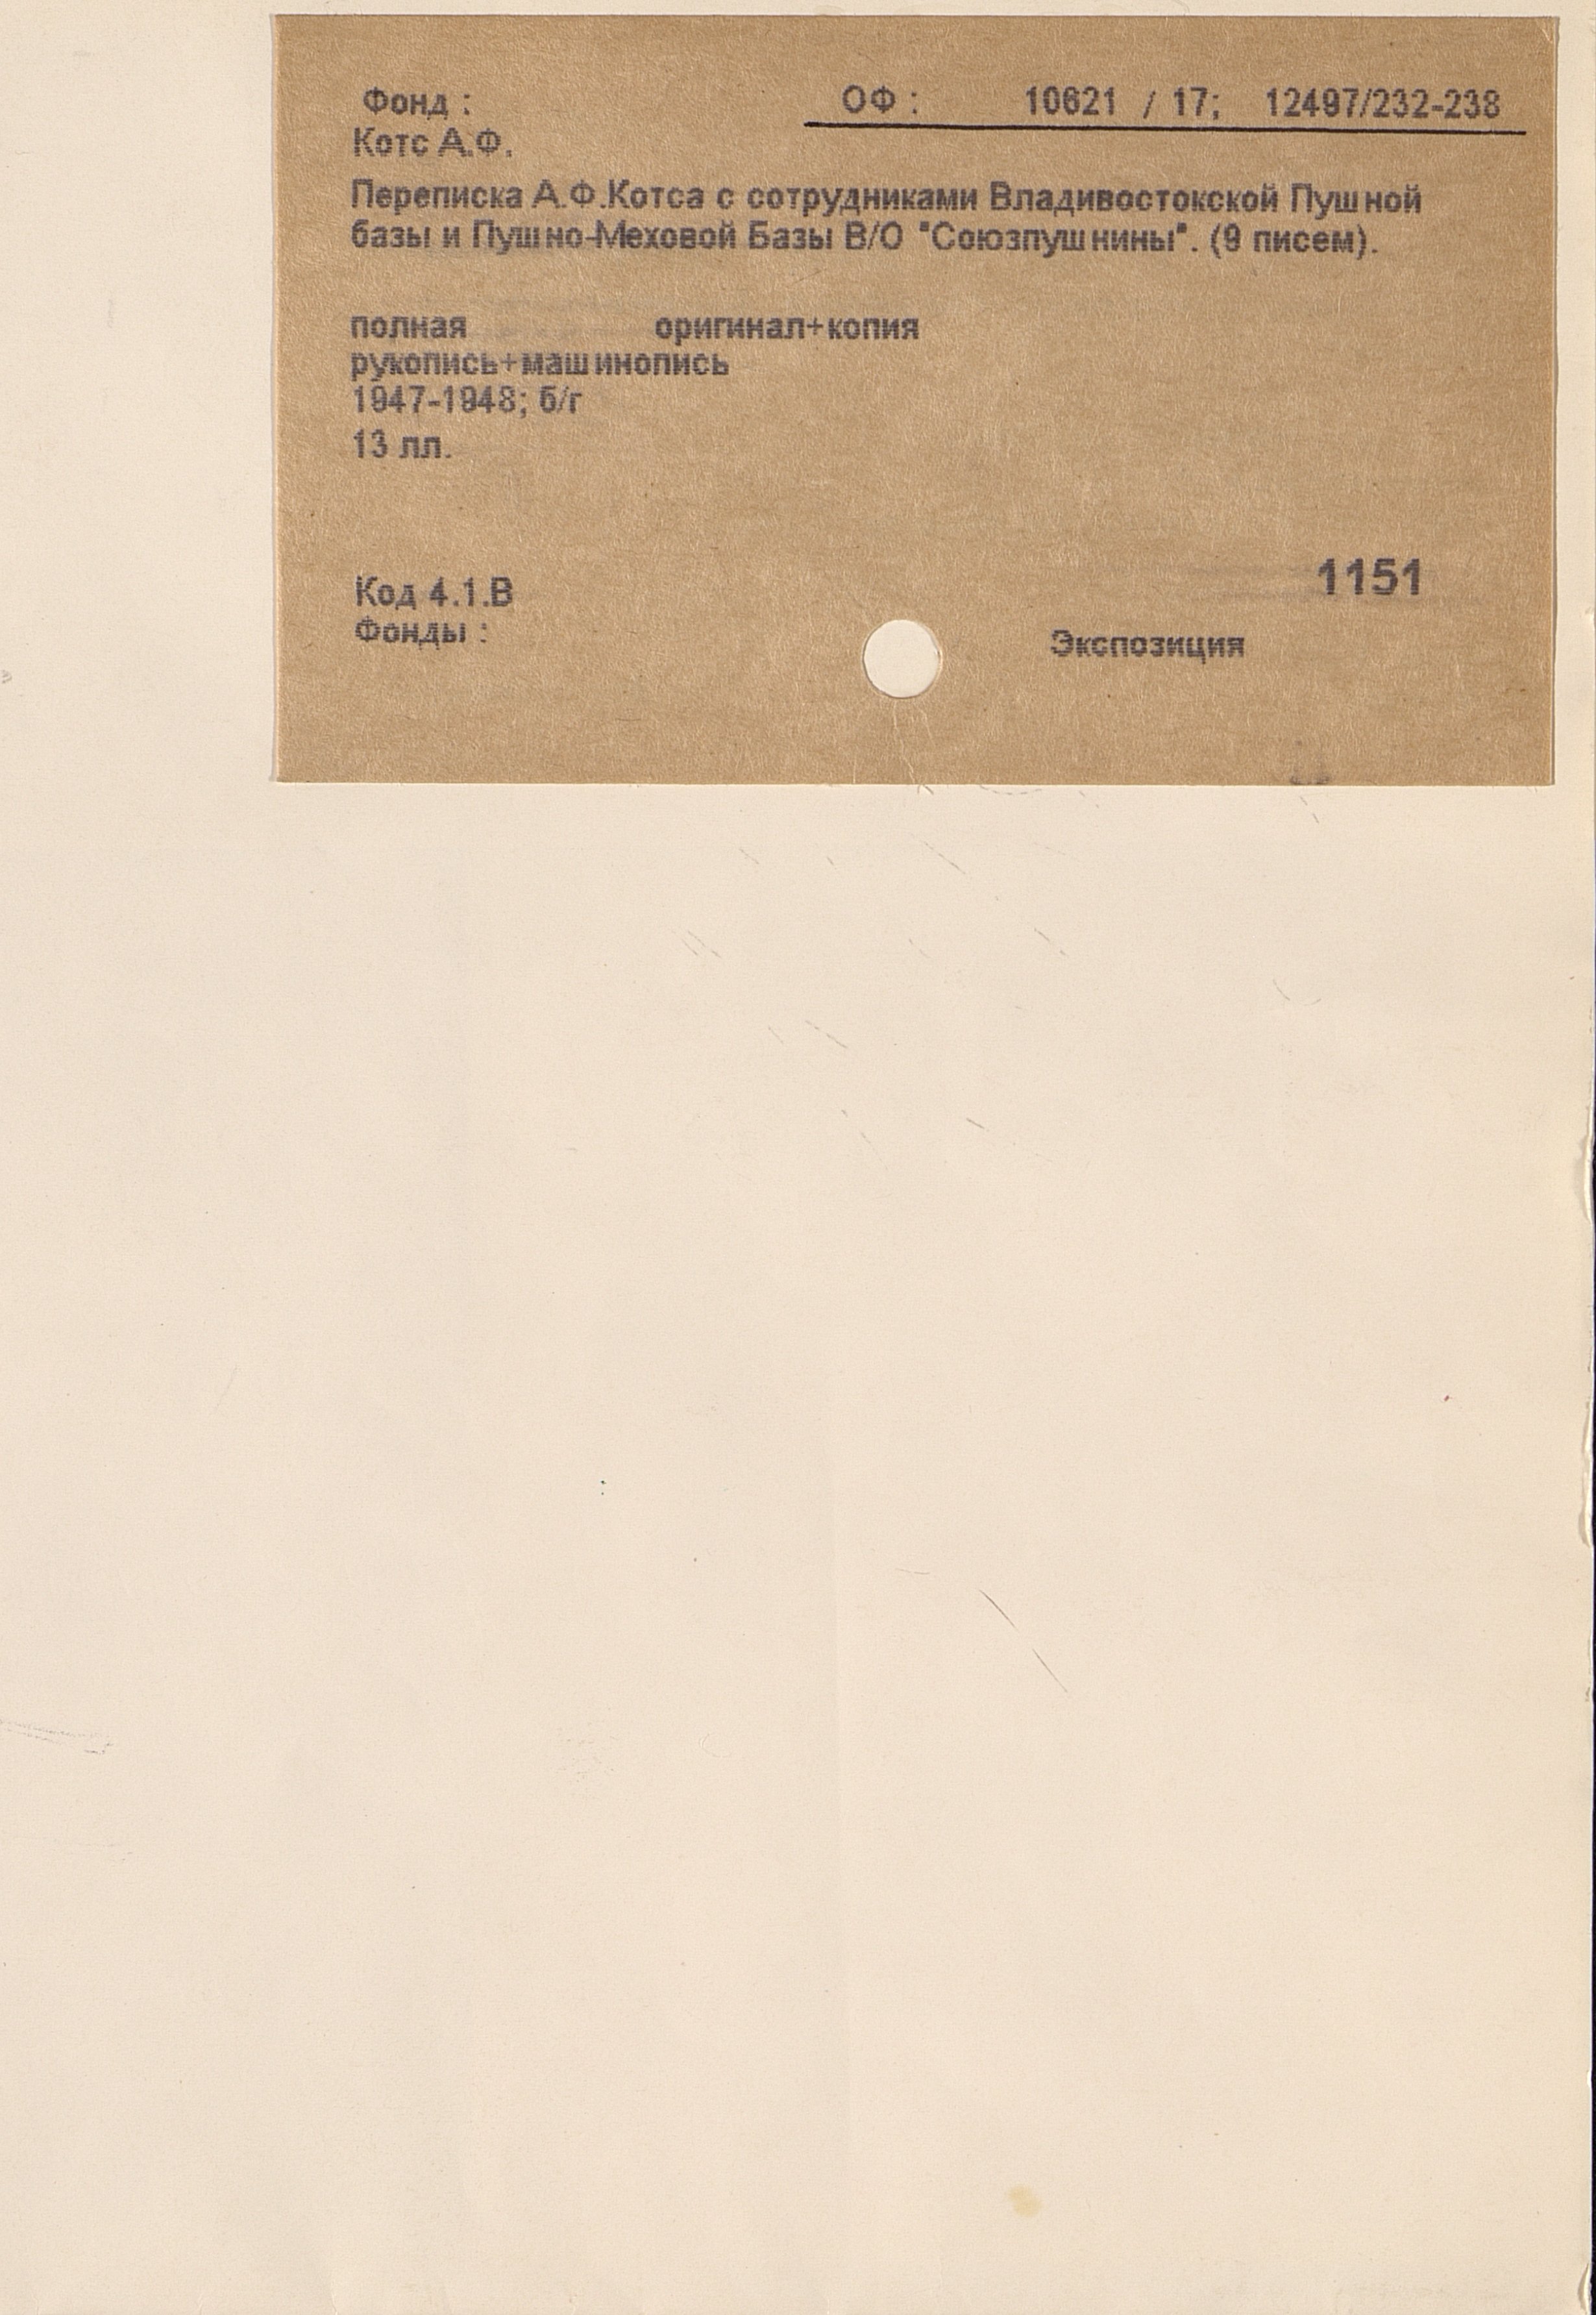 Фонд : ОФ : 10621 / 17; 12497/232-238
Котс А.Ф.
Переписка А.Ф.Котса с сотрудниками Владивостокской Пушной
базы и Пушно-Меховой Базы В/О "Союзпушнины". (9 писем).
полная оригинал+копия
рукопись+машинопись
1947-1948; б/г
13 лл.
1151
Код 4.1.В
Фонды :
Экспозиция